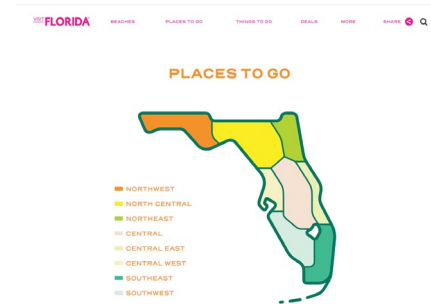 VISIT FLORIDA BEACHES PLACES TO GO THINGS TO DO DEALS MORE SHARE
PLACES TO GO
NORTHWEST
NORTH CENTRAL
NORTHEAST
CENTRAL
CENTRAL EAST
CENTRAL WEST
SOUTHEAST
SOUTHWEST